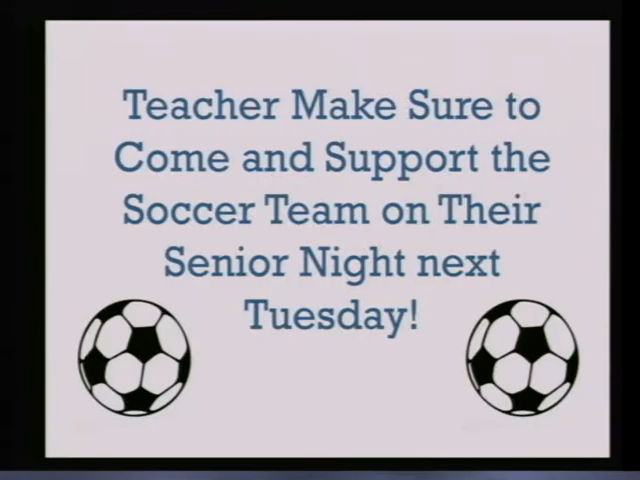 Teacher Make Sure to
Come and Support the
Soccer Team on Their
Senior Night next
Tuesday!